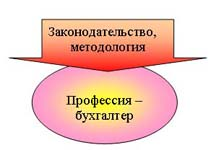 Законодательство,
методология
Профессия –
бухгалтер